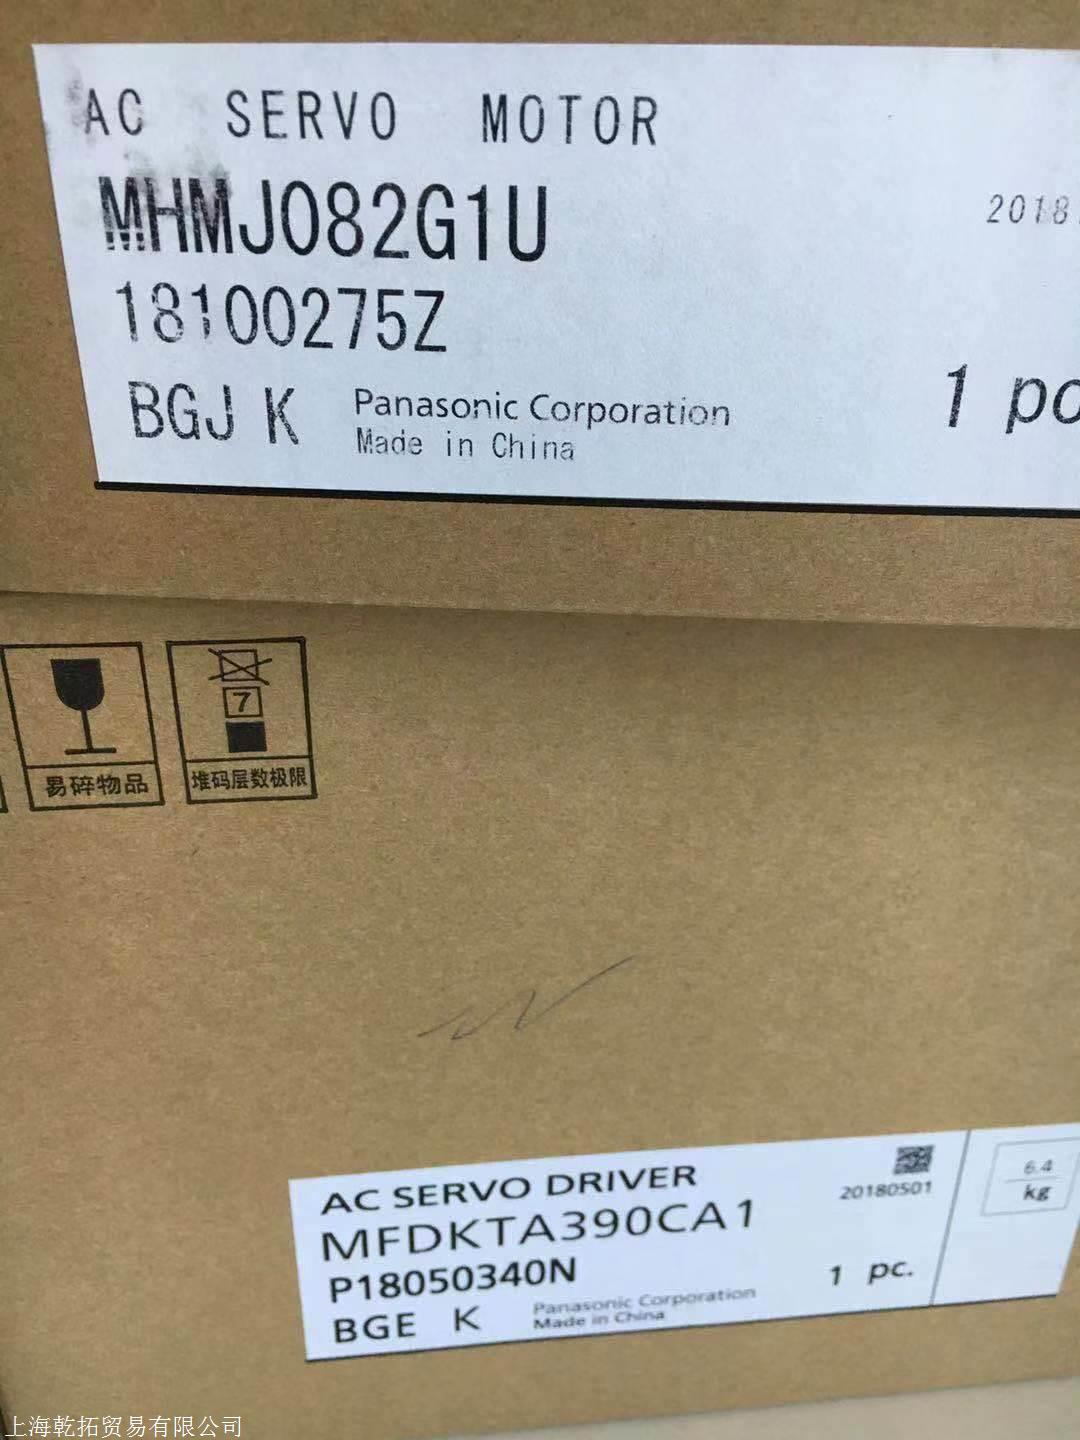 AC SERVO MOTOR
MHMJ082G1U
2018
18100275Z
BGJ K
Panasonic Corporation
Made in China
1 pc
7
易碎物品
堆码层数极限
AC SERVO DRIVER
MFDKTA390CA1
P18050340N
BGE K
Panasonic Corporation
Made in China
20180501
1 pc.
6.4
kg
上海乾拓贸易有限公司